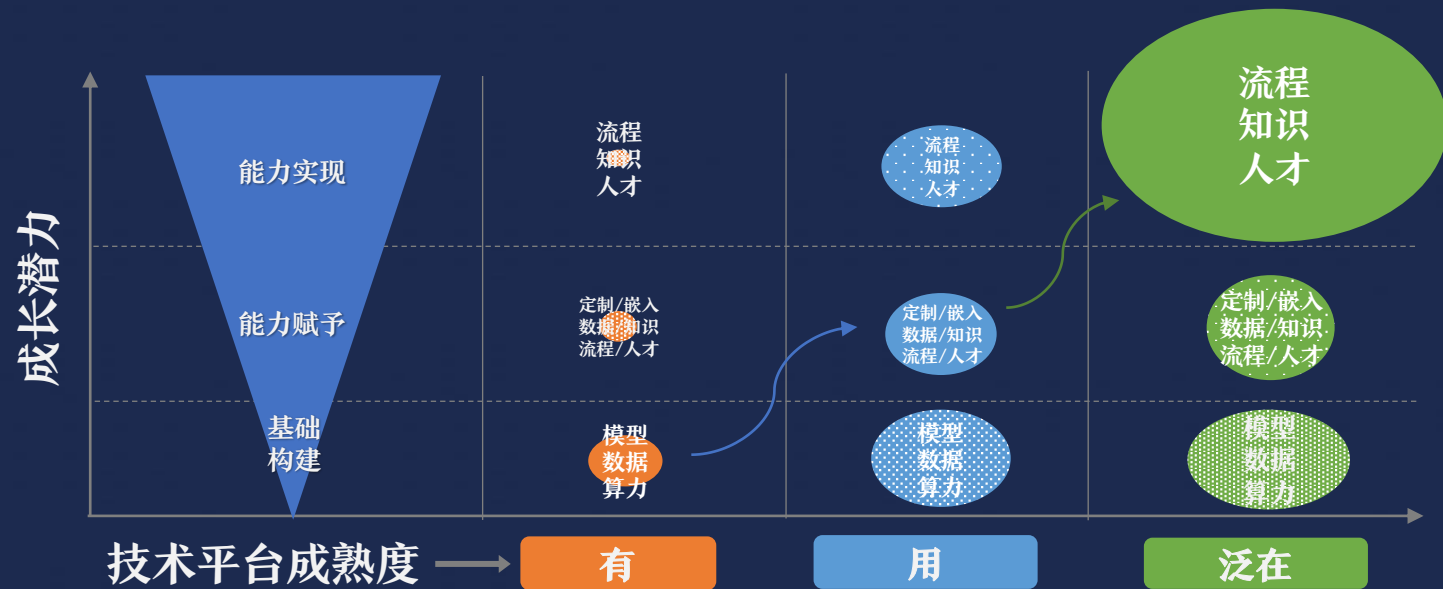 流程
知识
人才
流程
知识
人才
流程
知识
人才
能力实现
成长潜力
能力赋予
定制/嵌入
数据/知识
流程/人才
定制/嵌入
数据/知识
流程/人才
定制/嵌入
数据/知识
流程/人才
基础
构建
模型
数据
算力
模型
数据
算力
模型
数据
算力
技术平台成熟度
有
用
泛在